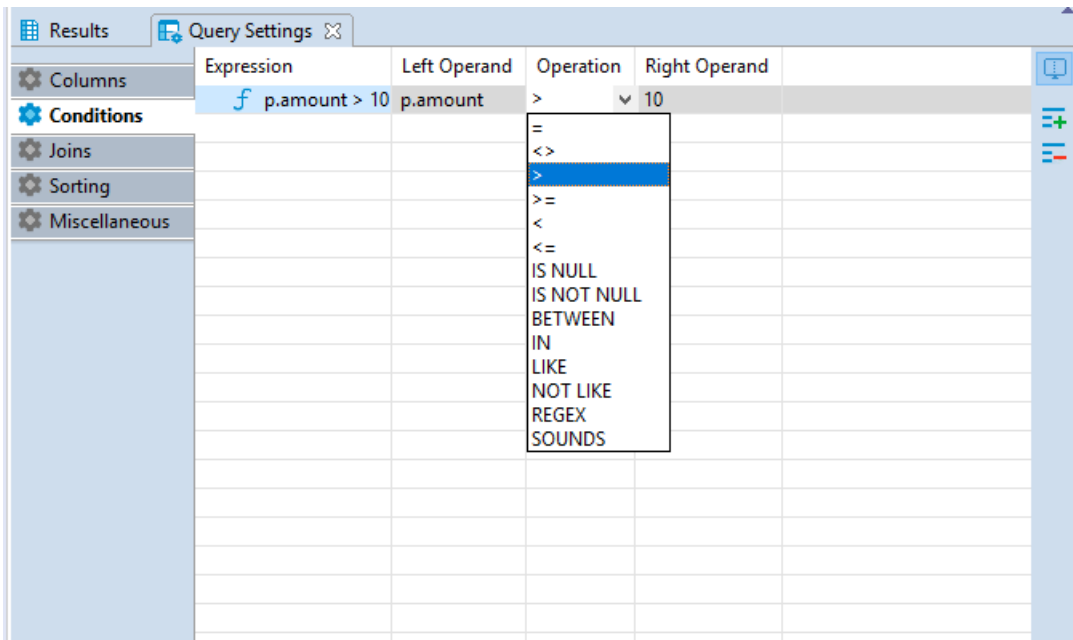 Results Query Settings
Expression Left Operand Operation Right Operand
Columns
p.amount > 10 p.amount > 10
Conditions
=
Joins
<>
>
Sorting
>=
Miscellaneous
<
<=
IS NULL
IS NOT NULL
BETWEEN
IN
LIKE
NOT LIKE
REGEX
SOUNDS